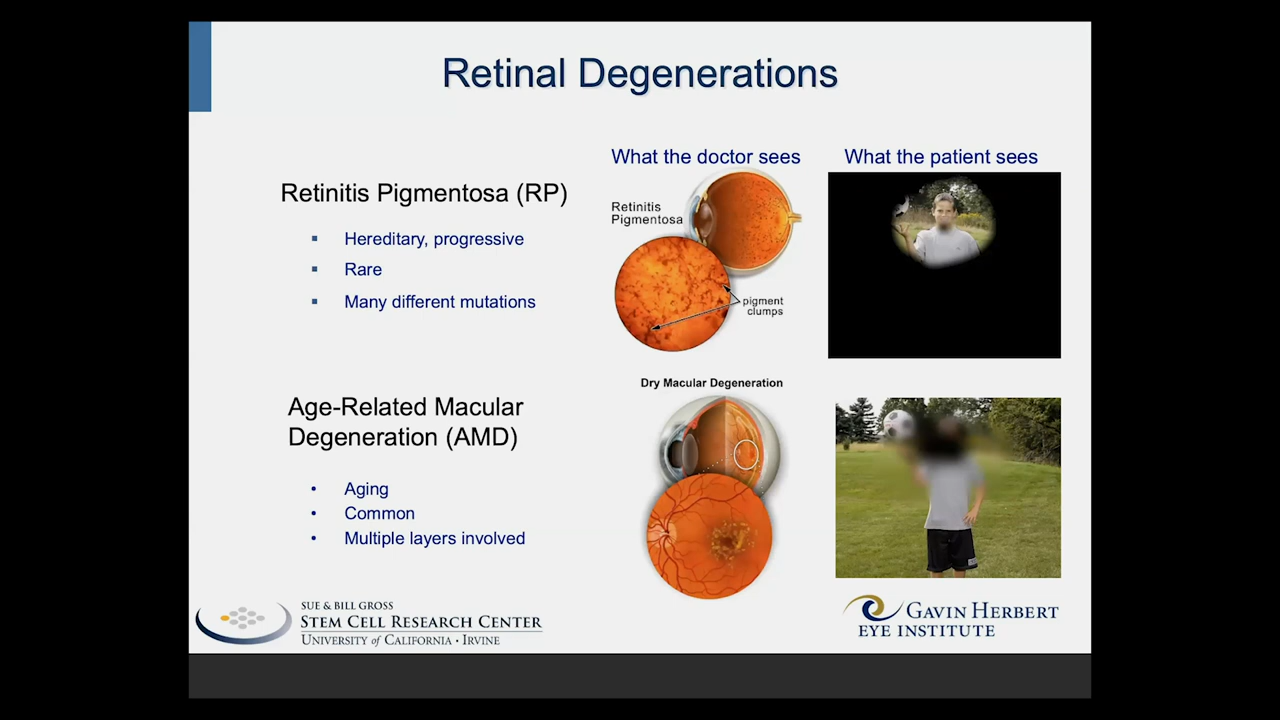 Retinal Degenerations
What the doctor sees
What the patient sees
Retinitis Pigmentosa (RP)
▪ Hereditary, progressive
▪ Rare
▪ Many different mutations
Retinitis
Pigmentosa
pigment
clumps
Age-Related Macular
Degeneration (AMD)
• Aging
• Common
• Multiple layers involved
Dry Macular Degeneration
SUE & BILL GROSS
STEM CELL RESEARCH CENTER
UNIVERSITY of CALIFORNIA • IRVINE
GAVIN HERBERT
EYE INSTITUTE